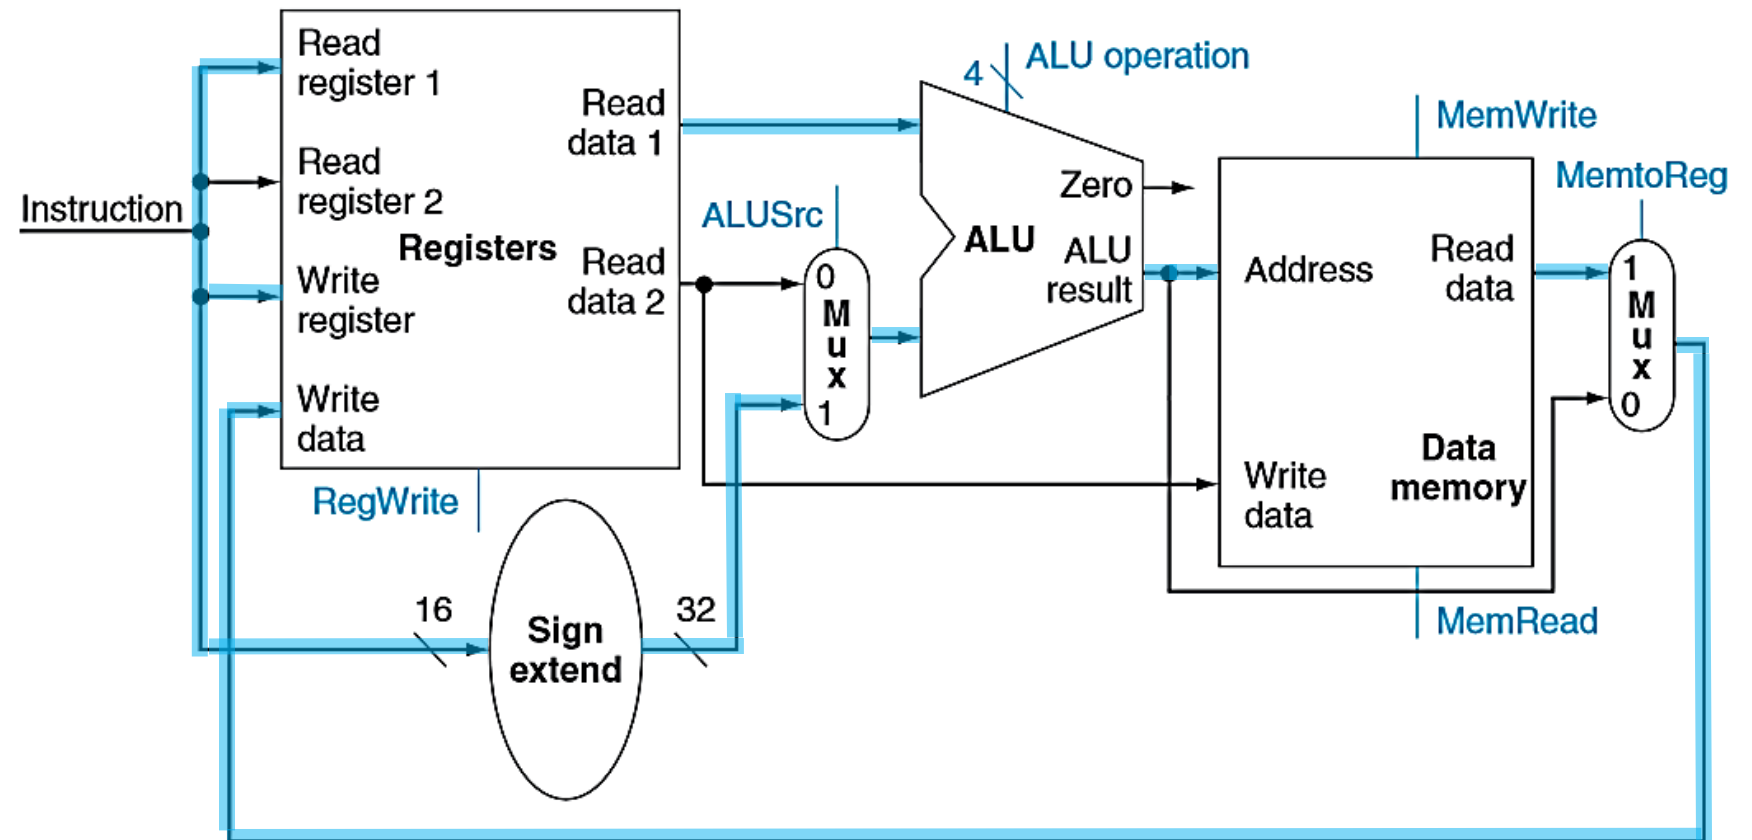 Instruction
Read
register 1
Read
register 2
Write
register
Write
data
Registers
Read
data 1
Read
data 2
RegWrite
16
Sign
extend
32
ALUSrc
0
M
u
x
1
4
ALU operation
Zero
ALU
ALU
result
MemWrite
Address
Read
data
Write
data
Data
memory
MemRead
MemtoReg
1
M
u
x
0